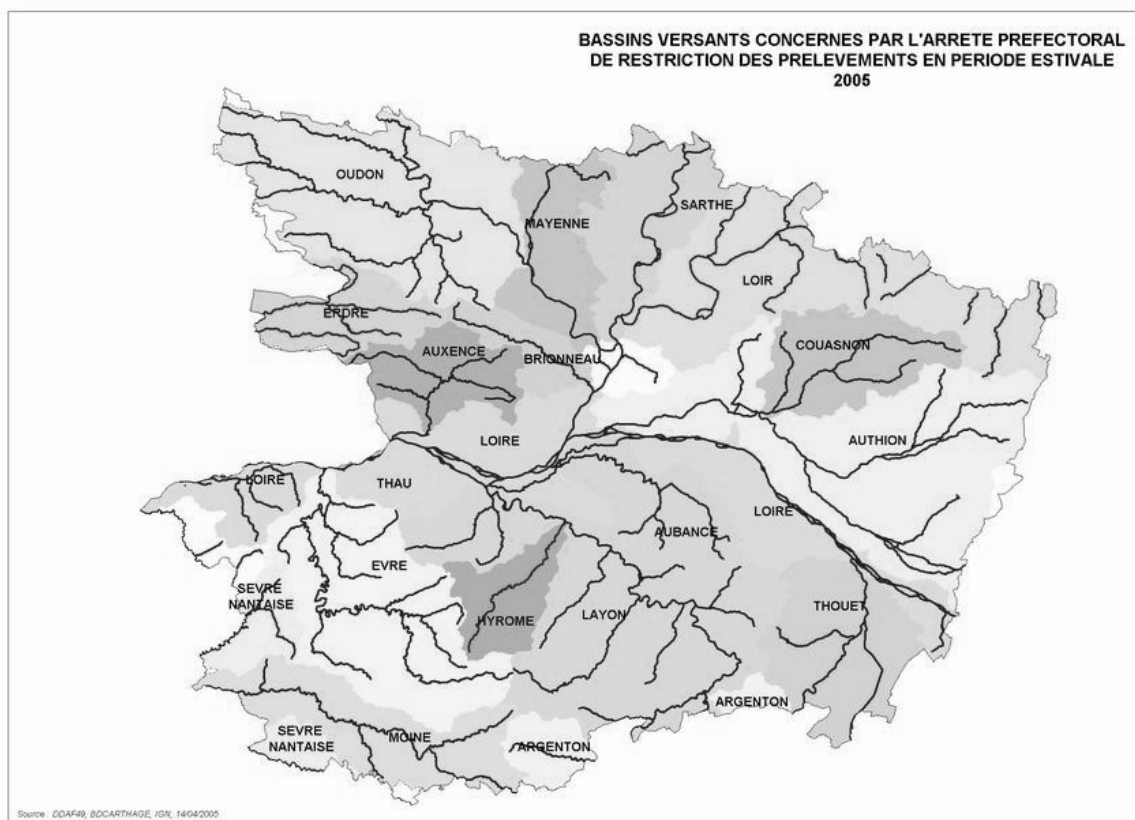 BASSINS VERSANTS CONCERNES PAR L'ARRETE PREFECTORAL
DE RESTRICTION DES PRELEVEMENTS EN PERIODE ESTIVALE
2005
OUDON
MAYENNE
SARTHE
LOIR
ERDRE
AUXENCE
BRIONNEAU
COUASNON
LOIRE
AUTHION
LOIRE
THAU
LOIRE
AUBANCE
EVRE
SEVRE
NANTAISE
HYROME
LAYON
THOUET
ARGENTON
SEVRE
NANTAISE
MOINE
ARGENTON
Source : DDAF49, BDCARTHAGE, IGN, 14/04/2005